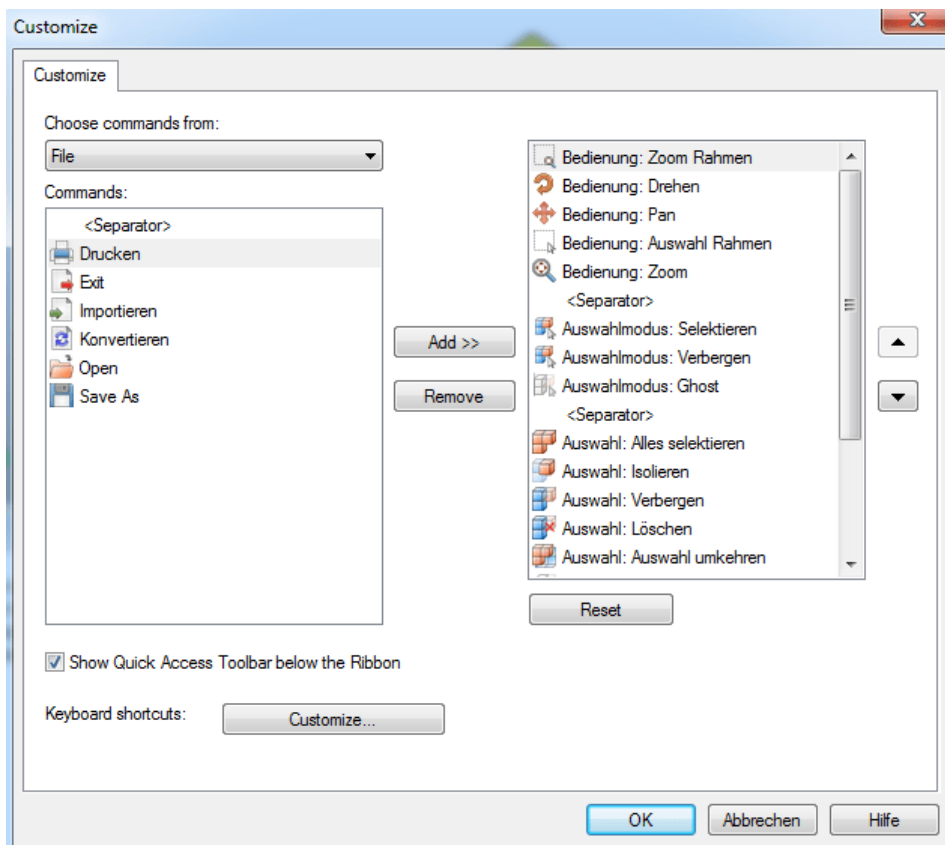 Customize
Customize
Choose commands from:
File
Commands:
<Separator>
Drucken
Exit
Importieren
Konvertieren
Open
Save As
Add >>
Remove
Bedienung: Zoom Rahmen
Bedienung: Drehen
Bedienung: Pan
Bedienung: Auswahl Rahmen
Bedienung: Zoom
<Separator>
Auswahlmodus: Selektieren
Auswahlmodus: Verbergen
Auswahlmodus: Ghost
<Separator>
Auswahl: Alles selektieren
Auswahl: Isolieren
Auswahl: Verbergen
Auswahl: Löschen
Auswahl: Auswahl umkehren
Reset
Show Quick Access Toolbar below the Ribbon
Keyboard shortcuts:
Customize...
OK
Abbrechen
Hilfe